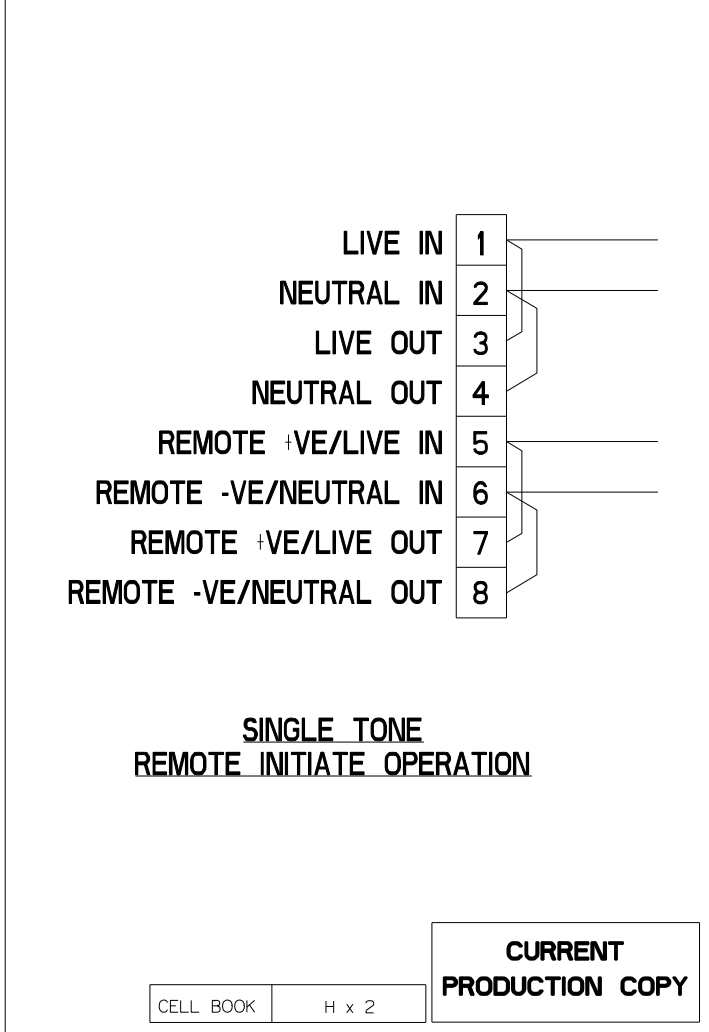 LIVE IN 1
NEUTRAL IN 2
LIVE OUT 3
NEUTRAL OUT 4
REMOTE +VE/LIVE IN 5
REMOTE -VE/NEUTRAL IN 6
REMOTE +VE/LIVE OUT 7
REMOTE -VE/NEUTRAL OUT 8
SINGLE TONE
REMOTE INITIATE OPERATION
CURRENT
PRODUCTION COPY
CELL BOOK H x 2